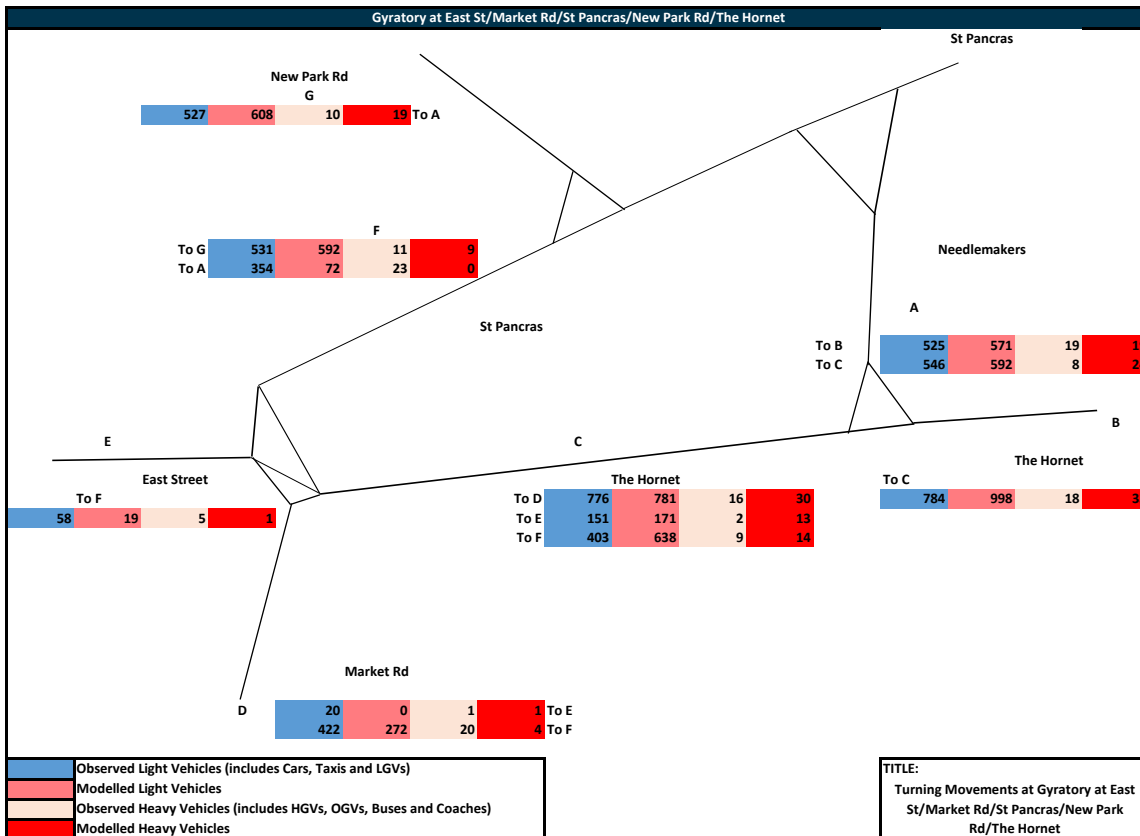 Gyratory at East St/Market Rd/St Pancras/New Park Rd/The Hornet
St Pancras
New Park Rd
G
527 608 10 19 To A
F
To G 531 592 11 9
To A 354 72 23 0
Needlemakers
St Pancras
A
To B 525 571 19
To C 546 592 8
E
C
B
East Street
The Hornet
The Hornet
To F
58 19 5 1
To D 776 781 16 30
To E 151 171 2 13
To F 403 638 9 14
To C
784 998 18
Market Rd
D
20 0 1 1 To E
422 272 20 4 To F
Observed Light Vehicles (includes Cars, Taxis and LGVs)
Modelled Light Vehicles
Observed Heavy Vehicles (includes HGVs, OGVs, Buses and Coaches)
Modelled Heavy Vehicles
TITLE:
Turning Movements at Gyratory at East
St/Market Rd/St Pancras/New Park
Rd/The Hornet